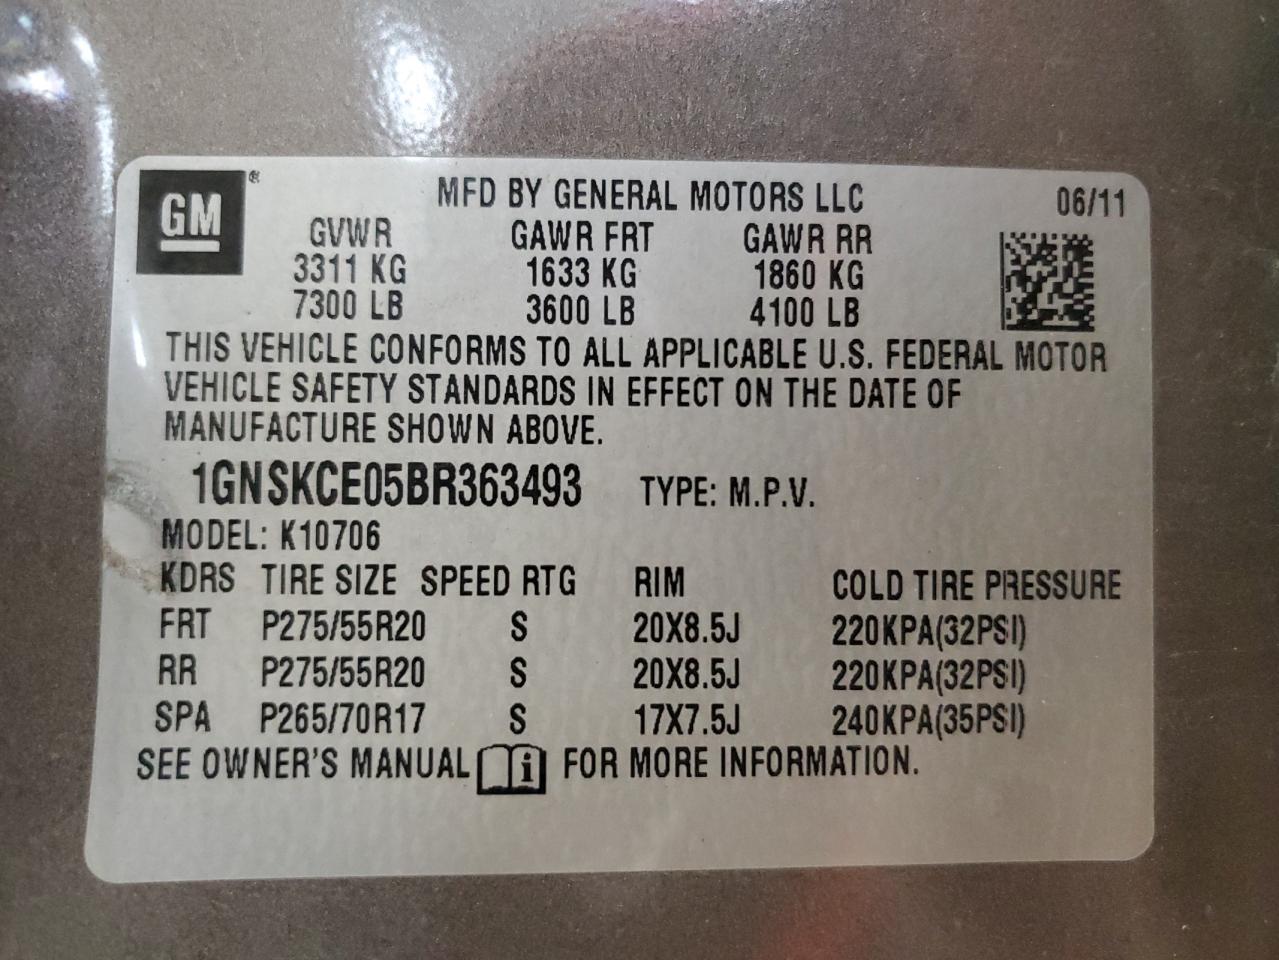 GM® MFD BY GENERAL MOTORS LLC 06/11
GVWR GAWR FRT GAWR RR
3311 KG 1633 KG 1860 KG
7300 LB 3600 LB 4100 LB
THIS VEHICLE CONFORMS TO ALL APPLICABLE U.S. FEDERAL MOTOR
VEHICLE SAFETY STANDARDS IN EFFECT ON THE DATE OF
MANUFACTURE SHOWN ABOVE.
1GNSKCE05BR363493 TYPE: M.P.V.
MODEL: K10706
KDRS TIRE SIZE SPEED RTG RIM COLD TIRE PRESSURE
FRT P275/55R20 S 20X8.5J 220KPA(32PSI)
RR P275/55R20 S 20X8.5J 220KPA(32PSI)
SPA P265/70R17 S 17X7.5J 240KPA(35PSI)
SEE OWNER'S MANUAL i FOR MORE INFORMATION.